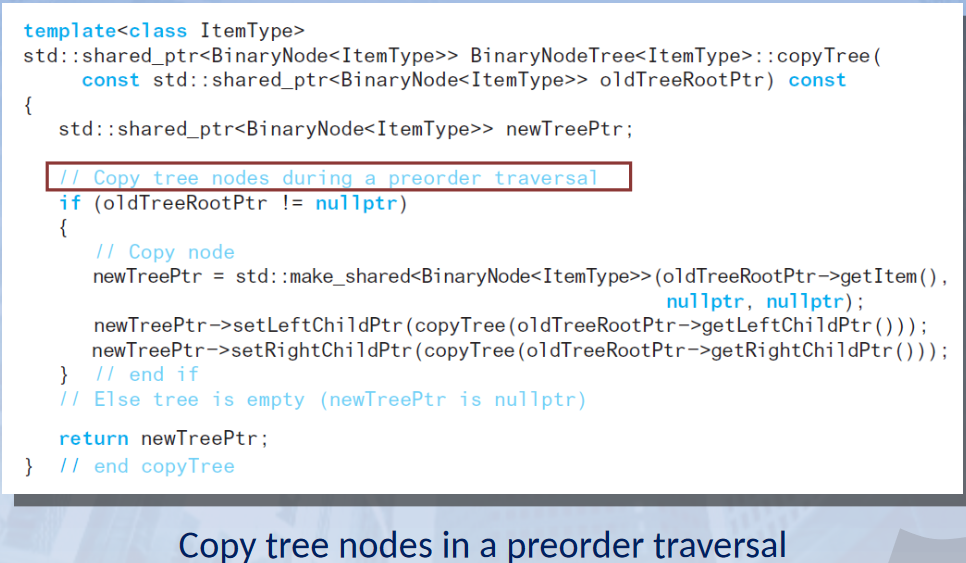 template<class ItemType>
std::shared_ptr<BinaryNode<ItemType>> BinaryNodeTree<ItemType>::copyTree(
const std::shared_ptr<BinaryNode<ItemType>> oldTreeRootPtr) const
{
std::shared_ptr<BinaryNode<ItemType>> newTreePtr;
// Copy tree nodes during a preorder traversal
if (oldTreeRootPtr != nullptr)
{
// Copy node
newTreePtr = std::make_shared<BinaryNode<ItemType>>(oldTreeRootPtr->getItem(),
nullptr, nullptr);
newTreePtr->setLeftChildPtr(copyTree(oldTreeRootPtr->getLeftChildPtr()));
newTreePtr->setRightChildPtr(copyTree(oldTreeRootPtr->getRightChildPtr()));
} // end if
// Else tree is empty (newTreePtr is nullptr)
return newTreePtr;
} // end copyTree
Copy tree nodes in a preorder traversal